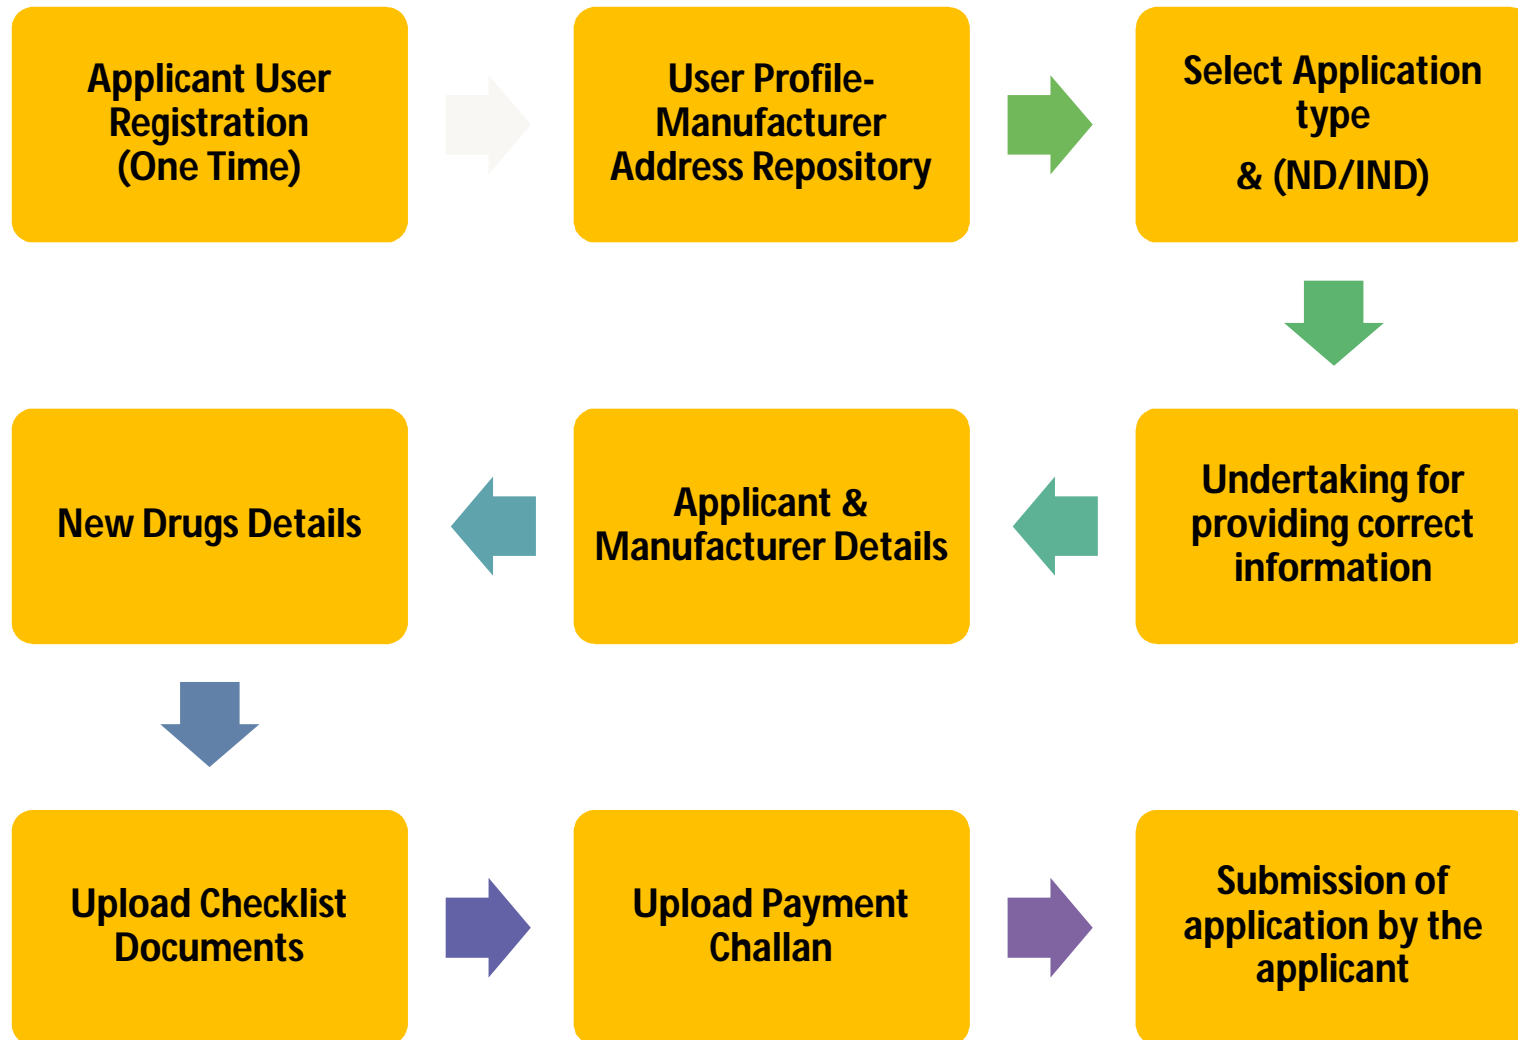 Applicant User
Registration
(One Time)
User Profile-
Manufacturer
Address Repository
Select Application
type
& (ND/IND)
Undertaking for
providing correct
information
Applicant &
Manufacturer Details
New Drugs Details
Upload Checklist
Documents
Upload Payment
Challan
Submission of
application by the
applicant